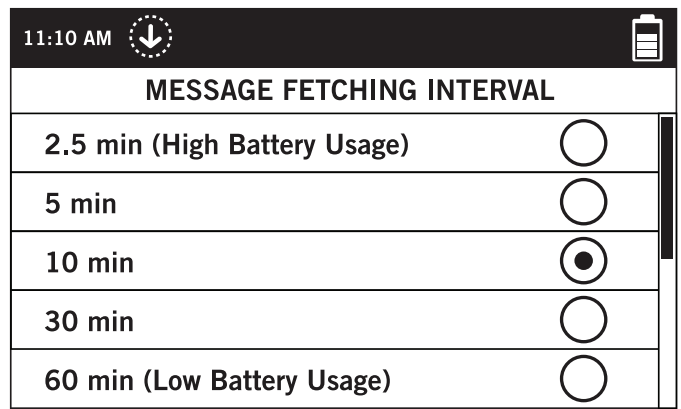 11:10 AM
MESSAGE FETCHING INTERVAL
2.5 min (High Battery Usage)
5 min
10 min
30 min
60 min (Low Battery Usage)